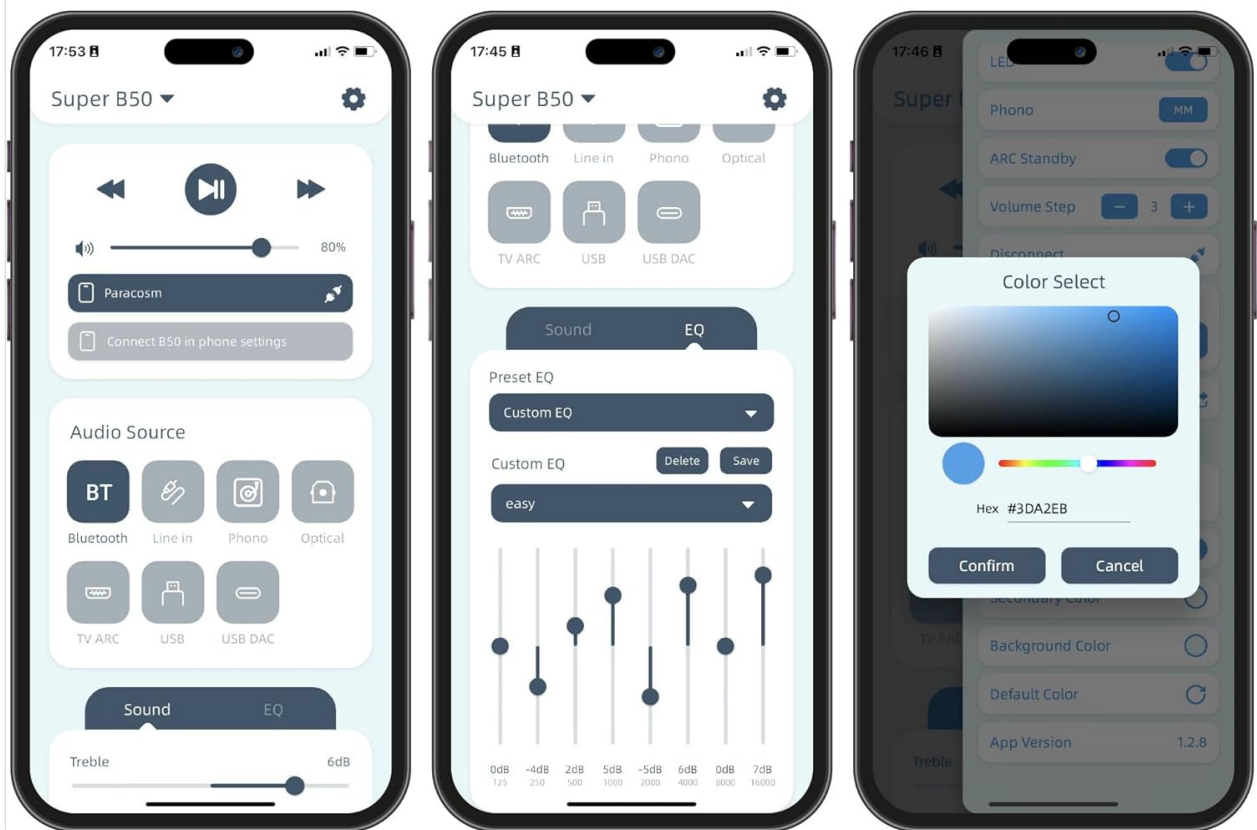 17:53
Super B50
80%
Paracosm
Connect B50 in phone settings
Audio Source
BT
Bluetooth Line in Phono Optical
TV ARC USB USB DAC
Sound EQ
Treble 6dB
17:45
Super B50
Bluetooth Line in Phono Optical
TV ARC USB USB DAC
Sound EQ
Preset EQ
Custom EQ
Custom EQ Delete Save
easy
0dB -4dB 2dB 5dB -5dB 6dB 0dB 7dB
125 250 500 1000 2000 4000 8000 16000
17:46
LED
Super
Phono MM
ARC Standby
Volume Step − 3 +
Disconnect
Color Select
Hex #3DA2EB
Confirm Cancel
Secondary Color
TV ARC
Background Color
Default Color
App Version 1.2.8
Treble